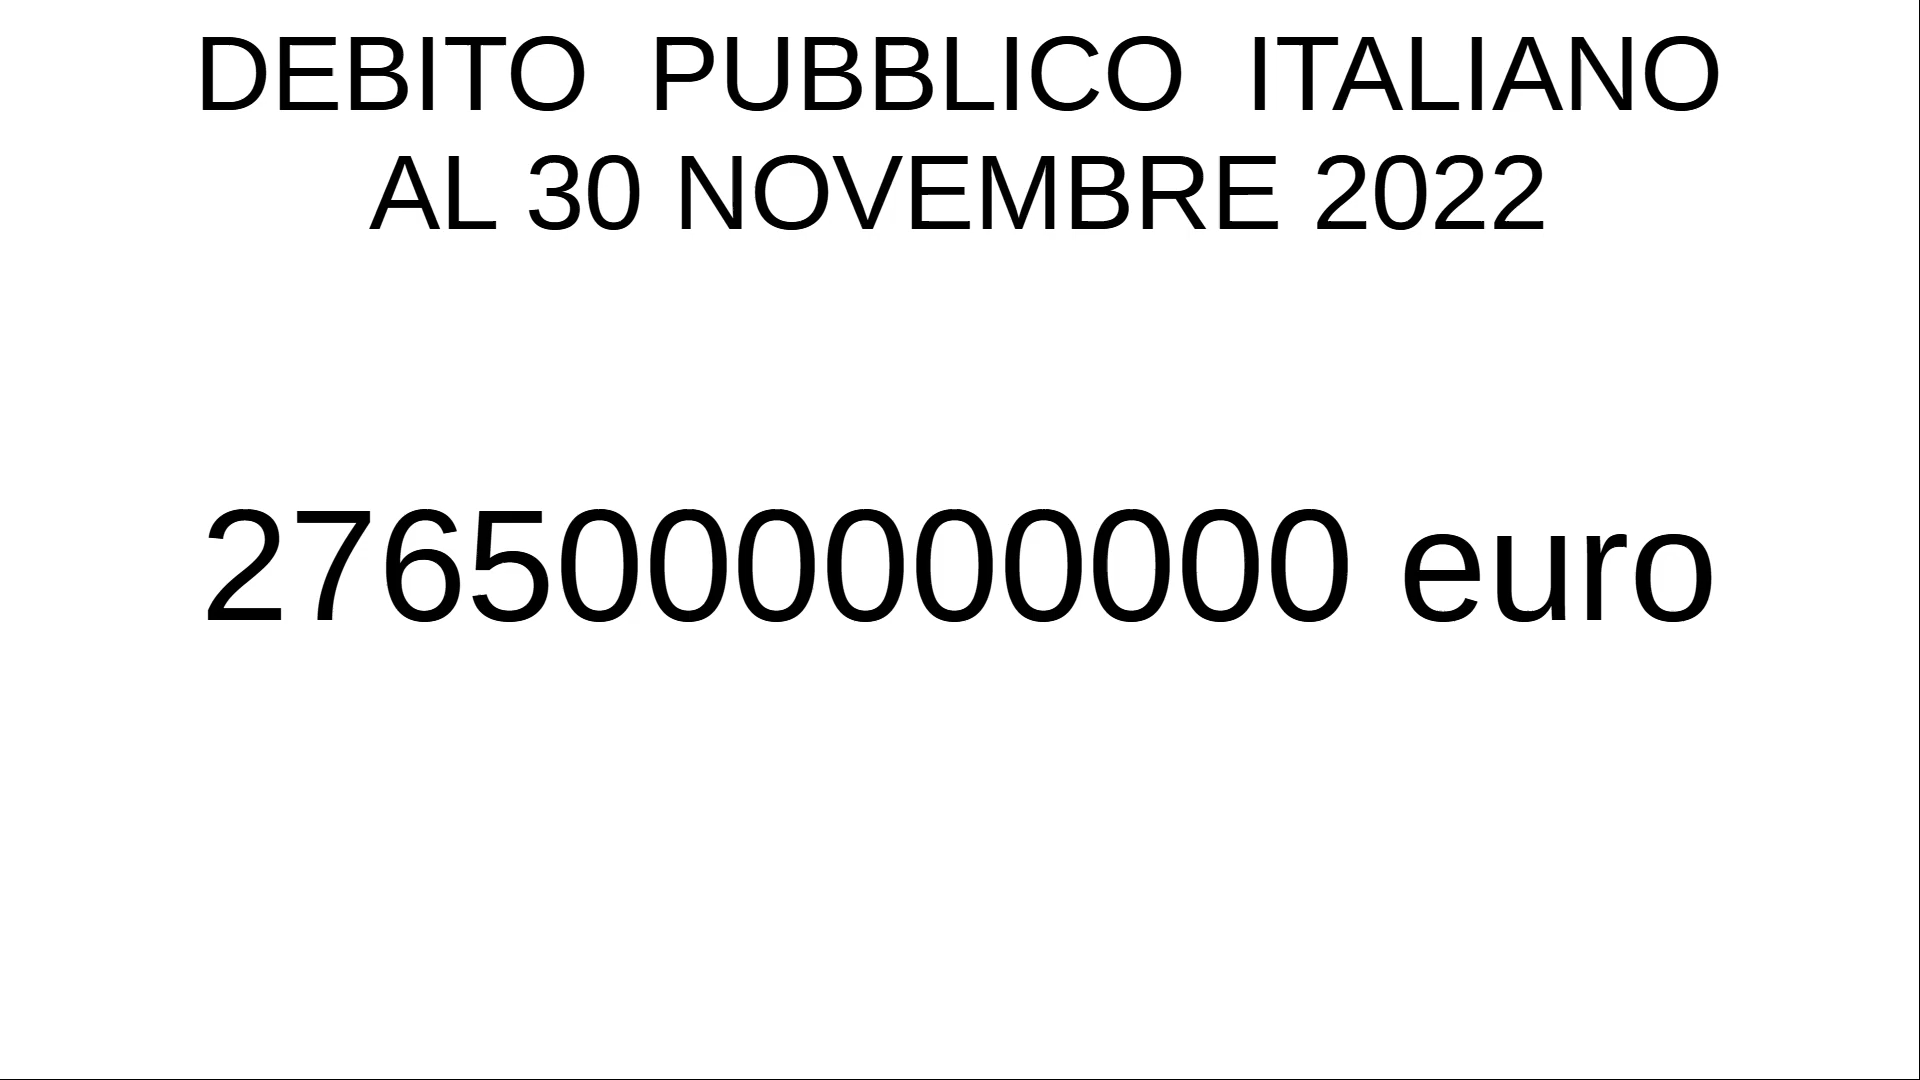 DEBITO PUBBLICO ITALIANO
AL 30 NOVEMBRE 2022
2765000000000 euro